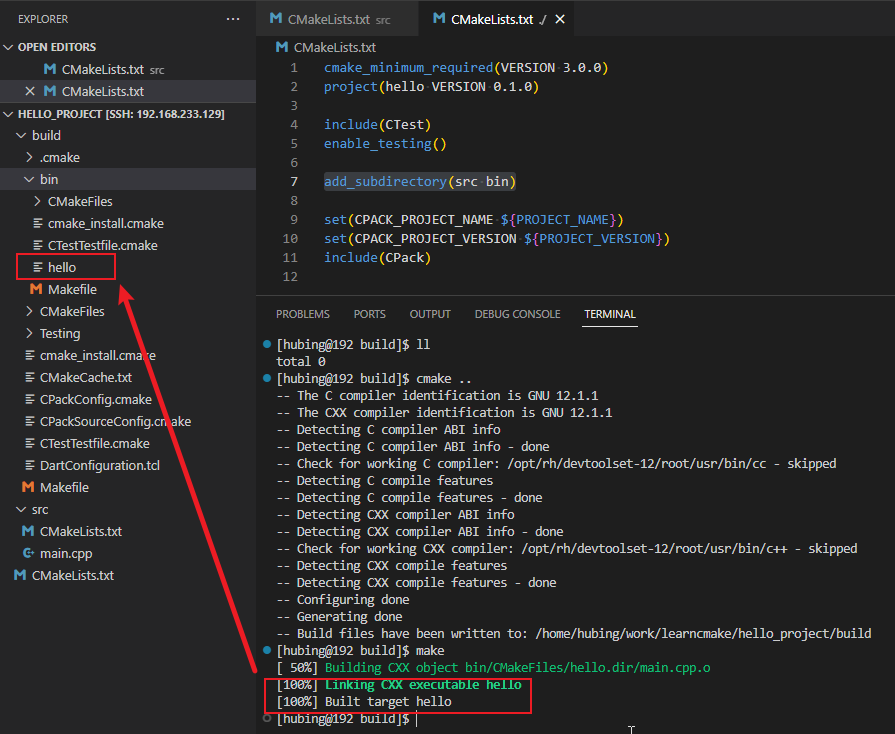 EXPLORER
OPEN EDITORS
CMakeLists.txt src
CMakeLists.txt
HELLO_PROJECT [SSH: 192.168.233.129]
build
.cmake
bin
CMakeFiles
cmake_install.cmake
CTestTestfile.cmake
hello
Makefile
CMakeFiles
Testing
cmake_install.cmake
CMakeCache.txt
CPackConfig.cmake
CPackSourceConfig.cmake
CTestTestfile.cmake
DartConfiguration.tcl
Makefile
src
CMakeLists.txt
main.cpp
CMakeLists.txt
CMakeLists.txt src
CMakeLists.txt
CMakeLists.txt
1 cmake_minimum_required(VERSION 3.0.0)
2 project(hello VERSION 0.1.0)
3
4 include(CTest)
5 enable_testing()
6
7 add_subdirectory(src bin)
8
9 set(CPACK_PROJECT_NAME ${PROJECT_NAME})
10 set(CPACK_PROJECT_VERSION ${PROJECT_VERSION})
11 include(CPack)
12
PROBLEMS PORTS OUTPUT DEBUG CONSOLE TERMINAL
[hubing@192 build]$ ll
total 0
[hubing@192 build]$ cmake ..
-- The C compiler identification is GNU 12.1.1
-- The CXX compiler identification is GNU 12.1.1
-- Detecting C compiler ABI info
-- Detecting C compiler ABI info - done
-- Check for working C compiler: /opt/rh/devtoolset-12/root/usr/bin/cc - skipped
-- Detecting C compile features
-- Detecting C compile features - done
-- Detecting CXX compiler ABI info
-- Detecting CXX compiler ABI info - done
-- Check for working CXX compiler: /opt/rh/devtoolset-12/root/usr/bin/c++ - skipped
-- Detecting CXX compile features
-- Detecting CXX compile features - done
-- Configuring done
-- Generating done
-- Build files have been written to: /home/hubing/work/learncmake/hello_project/build
[hubing@192 build]$ make
[ 50%] Building CXX object bin/CMakeFiles/hello.dir/main.cpp.o
[100%] Linking CXX executable hello
[100%] Built target hello
[hubing@192 build]$